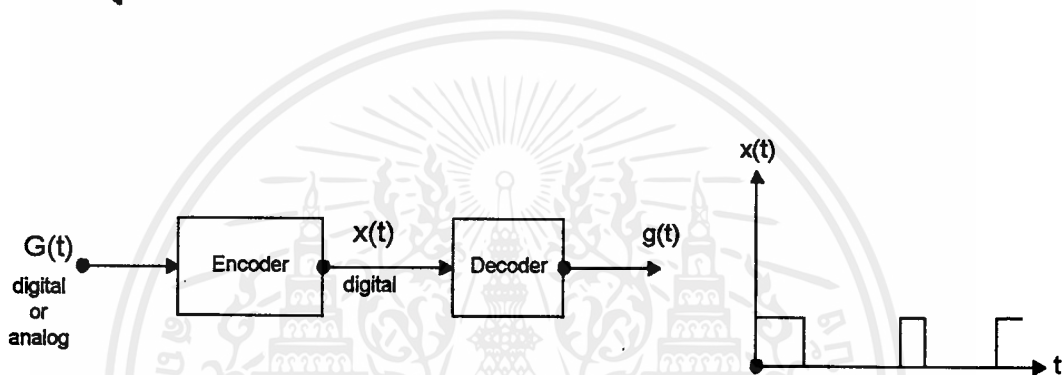 G(t)
digital
or
analog
Encoder
x(t)
digital
Decoder
g(t)
x(t)
t